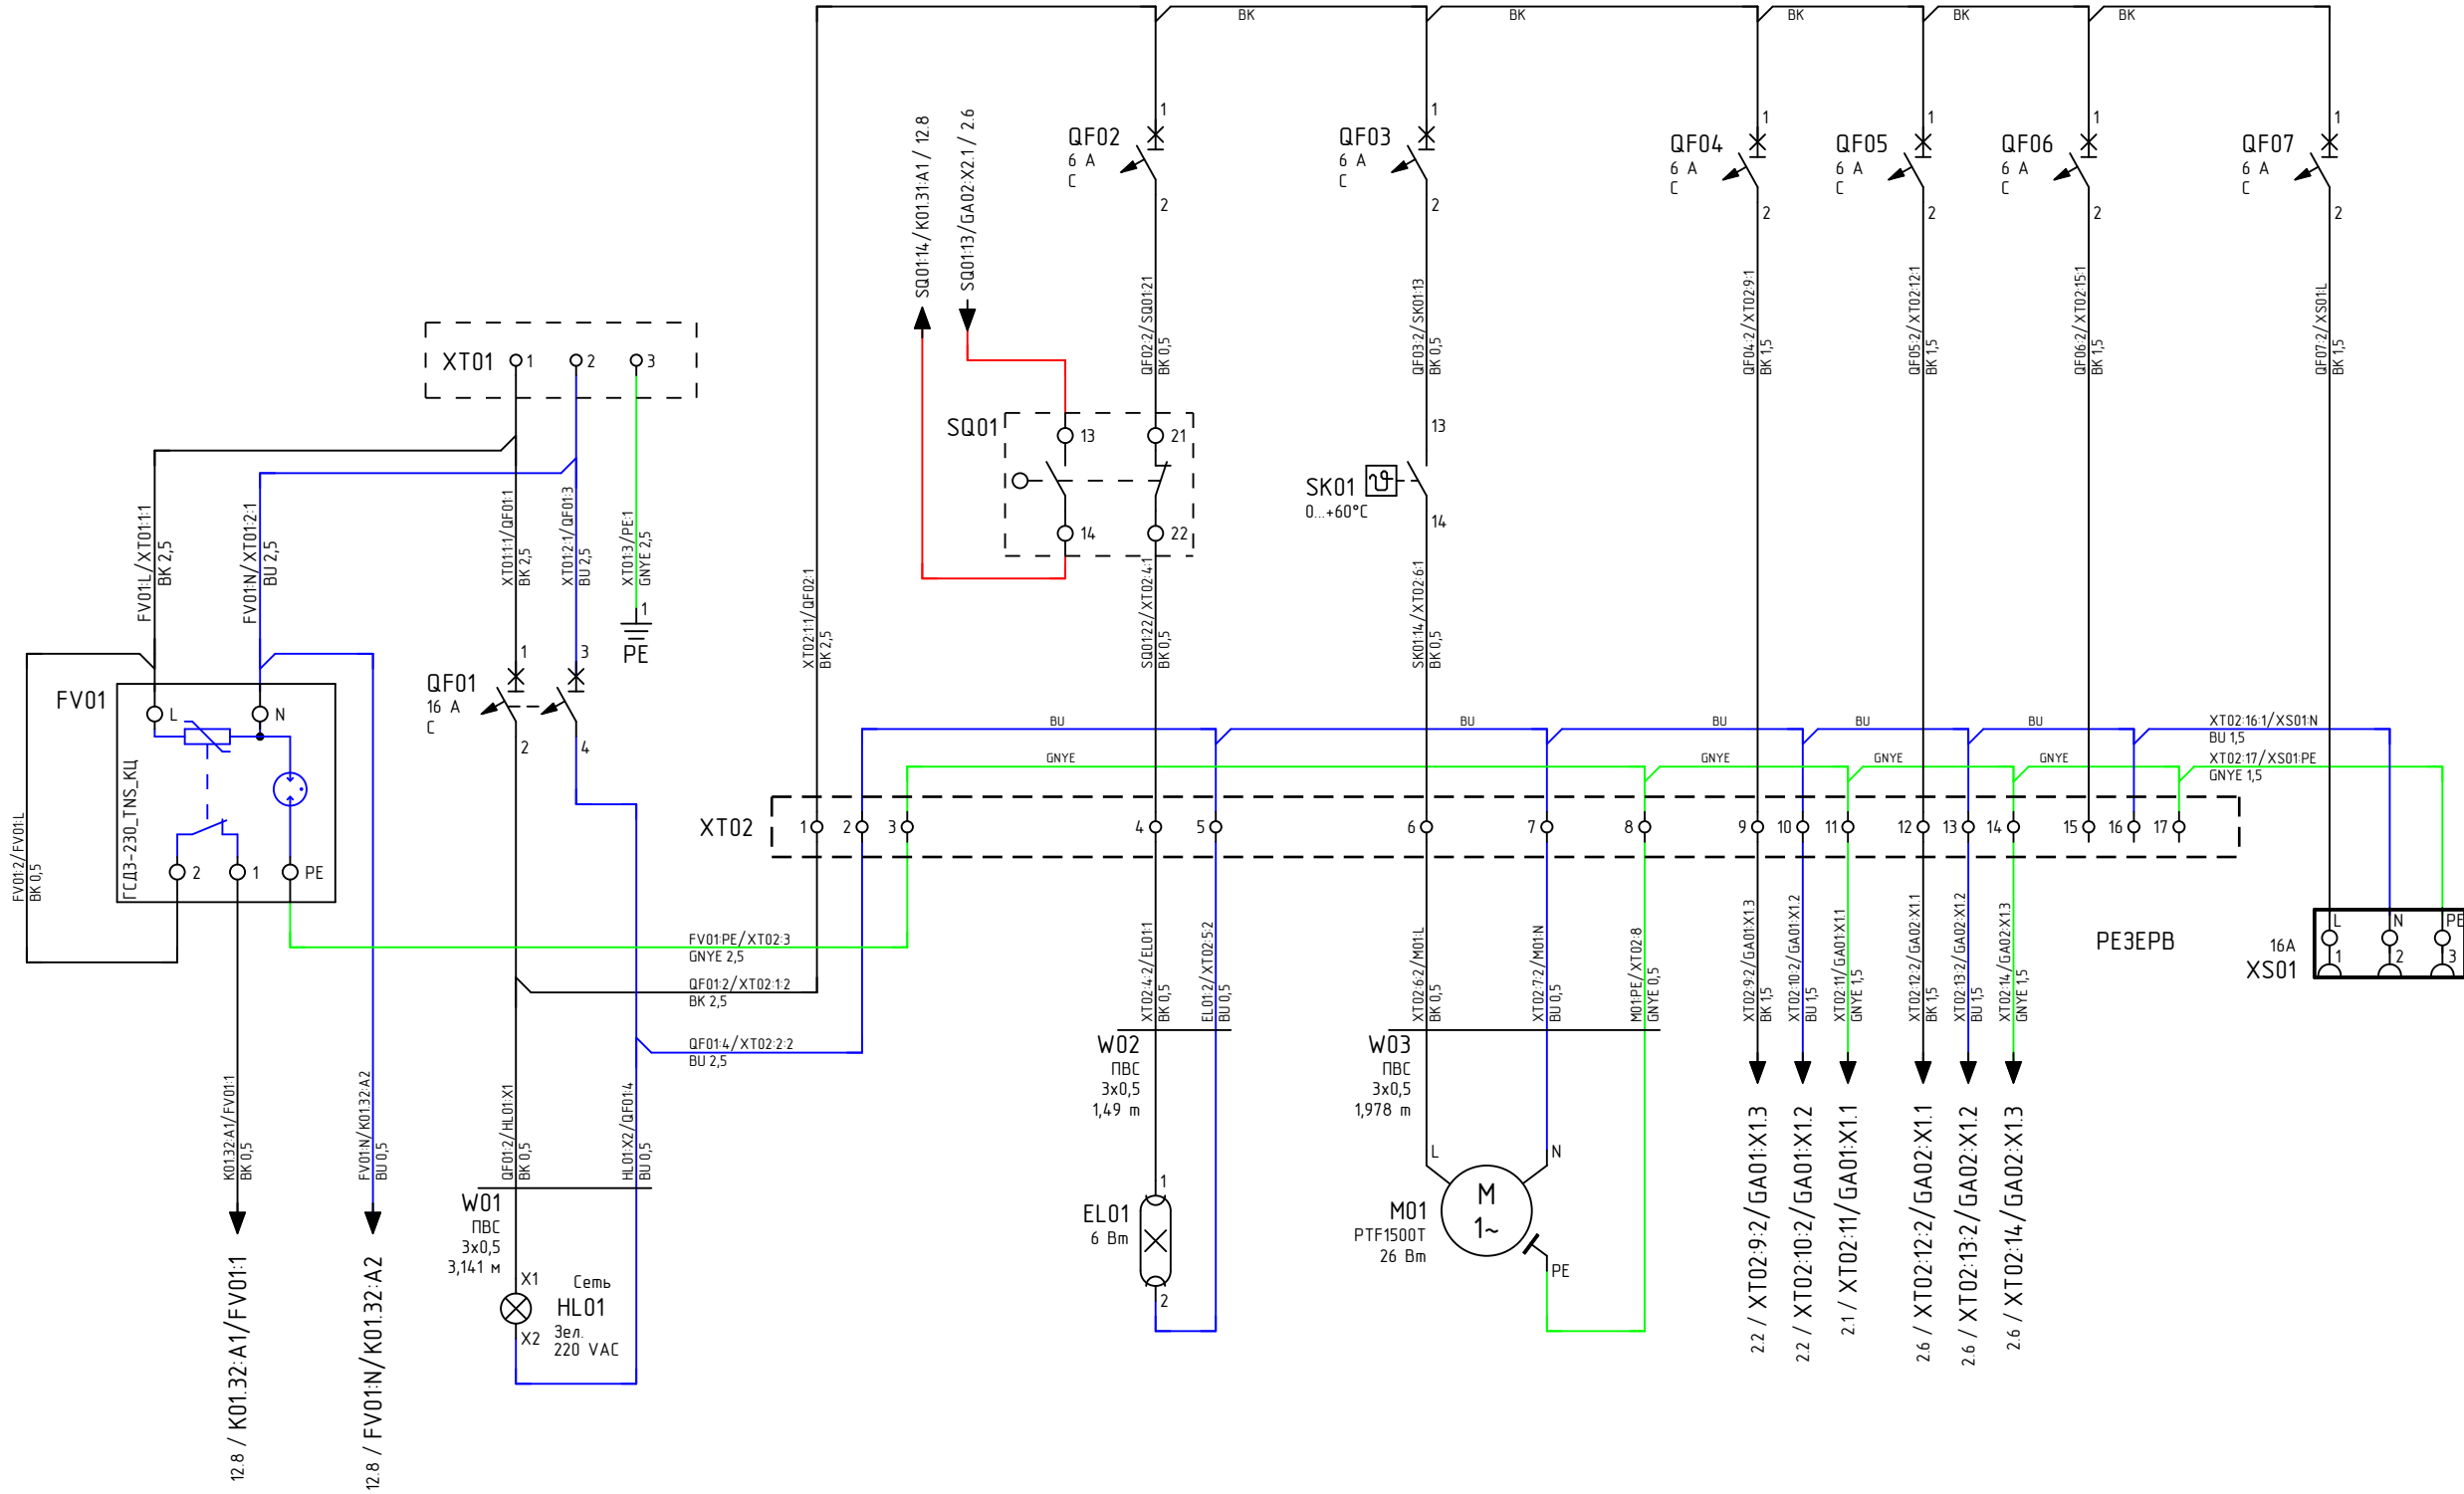 BK
BK
BK
BK
SQ01:14/K01.31:A1 / 12.8
SQ01:13/GA02:X2.1 / 2.6
QF02
6 A
C
1
2
QF03
6 A
C
1
2
QF04
6 A
C
1
2
QF05
6 A
C
1
2
QF06
6 A
C
1
2
QF07
6 A
C
1
2
QF02:2/SQ01:21
BK 0,5
QF03:2/SK01:13
BK 0,5
QF04:2/XT02:9:1
BK 1,5
QF05:2/XT02:12:1
BK 1,5
QF06:2/XT02:15:1
BK 1,5
QF07:2/XS01:L
BK 1,5
XT01
1
2
3
SQ01
13
21
14
22
SK01
0...+60°C
13
14
FV01:L/XT01:1:1
BK 2,5
FV01:N/XT01:2:1
BU 2,5
XT01:1:1/QF01:1
BK 2,5
XT01:2:1/QF01:3
BU 2,5
XT01:3/PE:1
GNYE 2,5
1
PE
XT02:1:1/QF02:1
BK 2,5
SQ01:22/XT02:4:1
BK 0,5
SK01:14/XT02:6:1
BK 0,5
FV01
L
N
ГСД3-230_TNS_КЦ
2
1
PE
FV01:2/FV01:L
BK 0,5
QF01
16 A
C
1
3
2
4
BU
BU
BU
BU
BU
XT02:16:1/XS01:N
BU 1,5
GNYE
GNYE
GNYE
GNYE
XT02:17/XS01:PE
GNYE 1,5
XT02
1
2
3
4
5
6
7
8
9
10
11
12
13
14
15
16
17
FV01:PE/XT02:3
GNYE 2,5
QF01:2/XT02:1:2
BK 2,5
QF01:4/XT02:2:2
BU 2,5
XT02:4:2/EL01:1
BK 0,5
EL01:2/XT02:5:2
BU 0,5
XT02:6:2/M01:L
BK 0,5
XT02:7:2/M01:N
BU 0,5
M01:PE/XT02:8
GNYE 0,5
XT02:9:2/GA01:X1.3
BK 1,5
XT02:10:2/GA01:X1.2
BU 1,5
XT02:11/GA01:X1.1
GNYE 1,5
XT02:12:2/GA02:X1.1
BK 1,5
XT02:13:2/GA02:X1.2
BU 1,5
XT02:14/GA02:X1.3
GNYE 1,5
РЕЗЕРВ
16A
XS01
L
N
PE
1
2
3
K01.32:A1/FV01:1
BK 0,5
FV01:N/K01.32:A2
BU 0,5
QF01:2/HL01:X1
BK 0,5
HL01:X2/QF01:4
BU 0,5
W01
ПВС
3x0,5
3,141 м
W02
ПВС
3x0,5
1,49 m
W03
ПВС
3x0,5
1,978 m
X1
X2
Сеть
HL01
Зел.
220 VAC
EL01
6 Вт
1
2
L
N
M
1~
M01
PTF1500T
26 Вт
PE
12.8 / K01.32:A1/FV01:1
12.8 / FV01:N/K01.32:A2
2.2 / XT02:9:2/GA01:X1.3
2.2 / XT02:10:2/GA01:X1.2
2.1 / XT02:11/GA01:X1.1
2.6 / XT02:12:2/GA02:X1.1
2.6 / XT02:13:2/GA02:X1.2
2.6 / XT02:14/GA02:X1.3